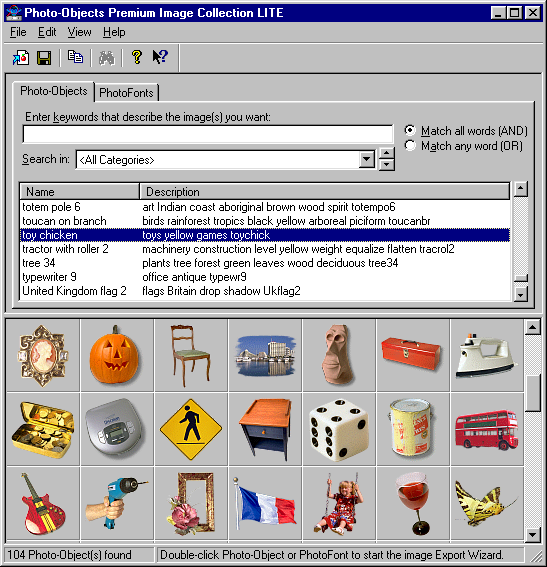 Photo-Objects Premium Image Collection LITE
File Edit View Help
Photo-Objects PhotoFonts
Enter keywords that describe the image(s) you want:
Match all words (AND)
Match any word (OR)
Search in: <All Categories>
Name Description
totem pole 6 art Indian coast aboriginal brown wood spirit totempo6
toucan on branch birds rainforest tropics black yellow arboreal piciform toucanbr
toy chicken toys yellow games toychick
tractor with roller 2 machinery construction level yellow weight equalize flatten tracrol2
tree 34 plants tree forest green leaves wood deciduous tree34
typewriter 9 office antique typewr9
United Kingdom flag 2 flags Britain drop shadow Ukflag2
104 Photo-Object(s) found Double-click Photo-Object or PhotoFont to start the image Export Wizard.